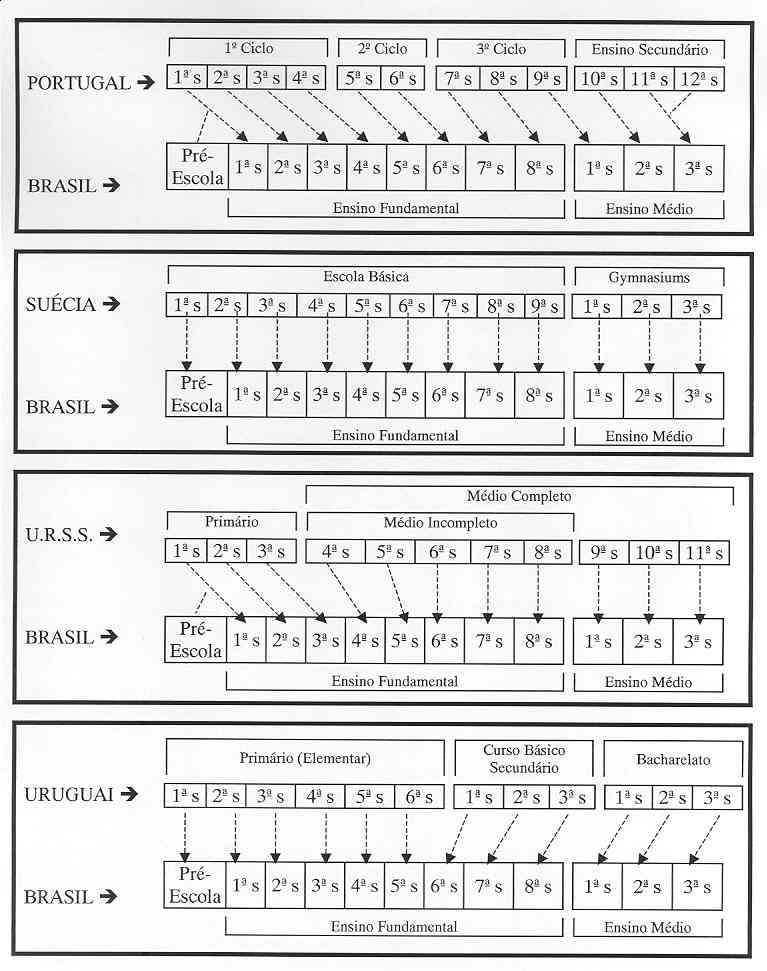 1º Ciclo 2º Ciclo 3º Ciclo Ensino Secundário
PORTUGAL ➔ 1ª s 2ª s 3ª s 4ª s 5ª s 6ª s 7ª s 8ª s 9ª s 10ª s 11ª s 12ª s
BRASIL ➔ Pré-
Escola 1ª s 2ª s 3ª s 4ª s 5ª s 6ª s 7ª s 8ª s 1ª s 2ª s 3ª s
Ensino Fundamental Ensino Médio
Escola Básica Gymnasiums
SUÉCIA ➔ 1ª s 2ª s 3ª s 4ª s 5ª s 6ª s 7ª s 8ª s 9ª s 1ª s 2ª s 3ª s
BRASIL ➔ Pré-
Escola 1ª s 2ª s 3ª s 4ª s 5ª s 6ª s 7ª s 8ª s 1ª s 2ª s 3ª s
Ensino Fundamental Ensino Médio
Médio Completo
Primário Médio Incompleto
U.R.S.S. ➔ 1ª s 2ª s 3ª s 4ª s 5ª s 6ª s 7ª s 8ª s 9ª s 10ª s 11ª s
BRASIL ➔ Pré-
Escola 1ª s 2ª s 3ª s 4ª s 5ª s 6ª s 7ª s 8ª s 1ª s 2ª s 3ª s
Ensino Fundamental Ensino Médio
Primário (Elementar) Curso Básico
Secundário Bacharelato
URUGUAI ➔ 1ª s 2ª s 3ª s 4ª s 5ª s 6ª s 1ª s 2ª s 3ª s 1ª s 2ª s 3ª s
BRASIL ➔ Pré-
Escola 1ª s 2ª s 3ª s 4ª s 5ª s 6ª s 7ª s 8ª s 1ª s 2ª s 3ª s
Ensino Fundamental Ensino Médio